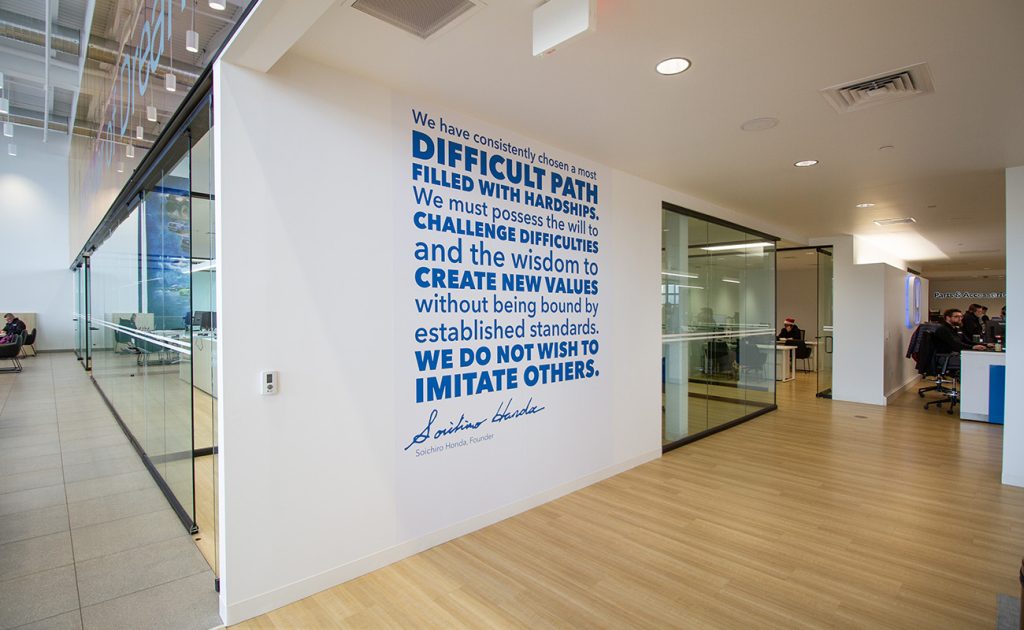 We have consistently chosen a most
DIFFICULT PATH
FILLED WITH HARDSHIPS.
We must possess the will to
CHALLENGE DIFFICULTIES
and the wisdom to
CREATE NEW VALUES
without being bound by
established standards.
WE DO NOT WISH TO
IMITATE OTHERS.
Soichiro Honda
Soichiro Honda, Founder
Parts & Accessories